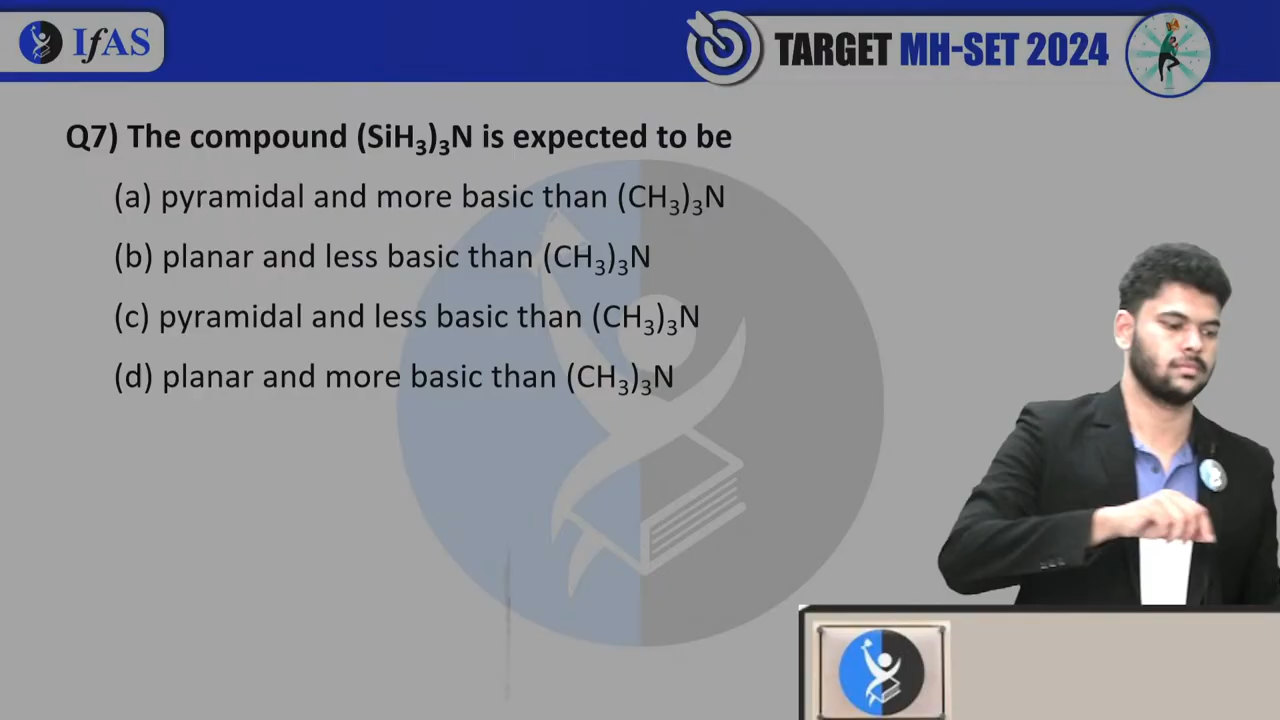 IfAS
TARGET MH-SET 2024
Q7) The compound (SiH₃)₃N is expected to be
(a) pyramidal and more basic than (CH₃)₃N
(b) planar and less basic than (CH₃)₃N
(c) pyramidal and less basic than (CH₃)₃N
(d) planar and more basic than (CH₃)₃N